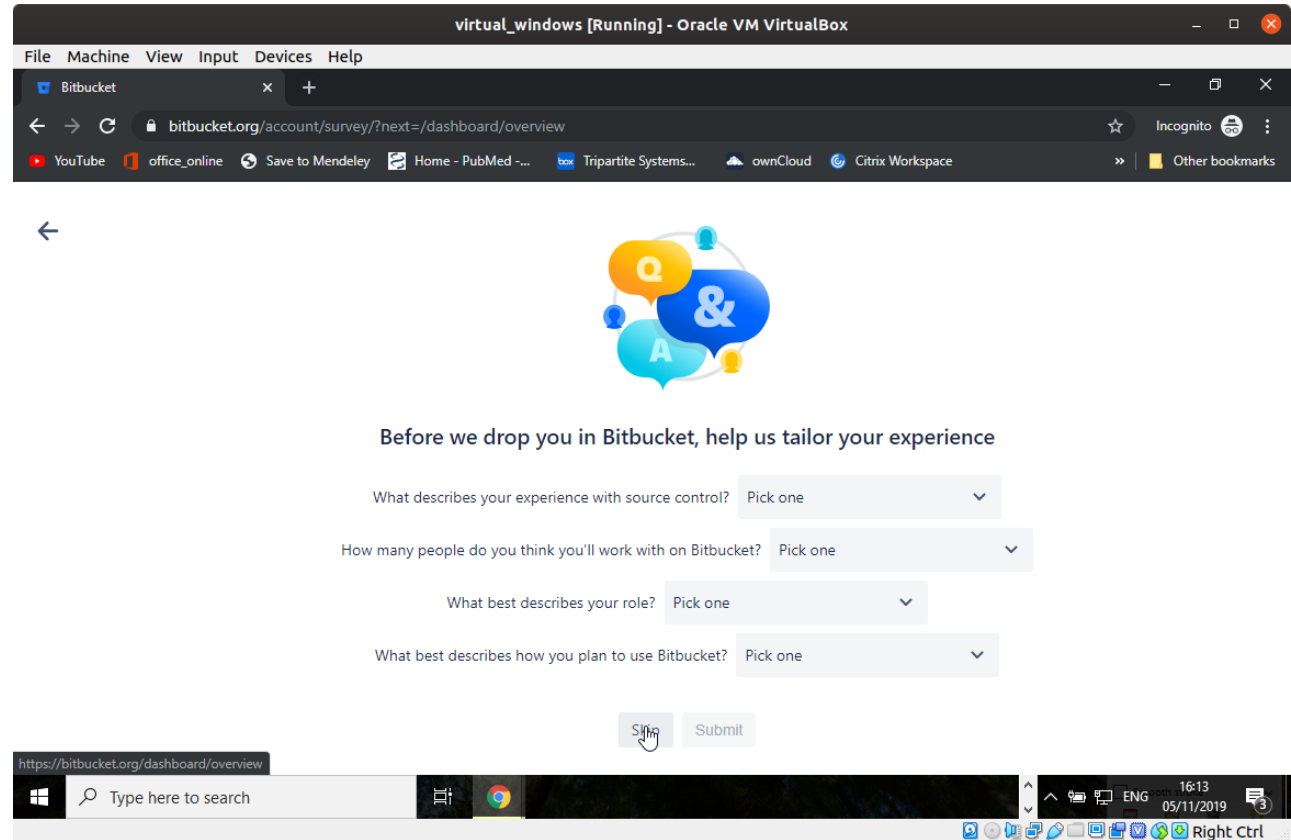 virtual_windows [Running] - Oracle VM VirtualBox
File Machine View Input Devices Help
Bitbucket
bitbucket.org/account/survey/?next=/dashboard/overview
Incognito
YouTube office_online Save to Mendeley Home - PubMed -... box Tripartite Systems... ownCloud Citrix Workspace » Other bookmarks
Q
&
A
Before we drop you in Bitbucket, help us tailor your experience
What describes your experience with source control? Pick one
How many people do you think you'll work with on Bitbucket? Pick one
What best describes your role? Pick one
What best describes how you plan to use Bitbucket? Pick one
Skip Submit
https://bitbucket.org/dashboard/overview
Type here to search
ENG
16:13
05/11/2019
3
Right Ctrl